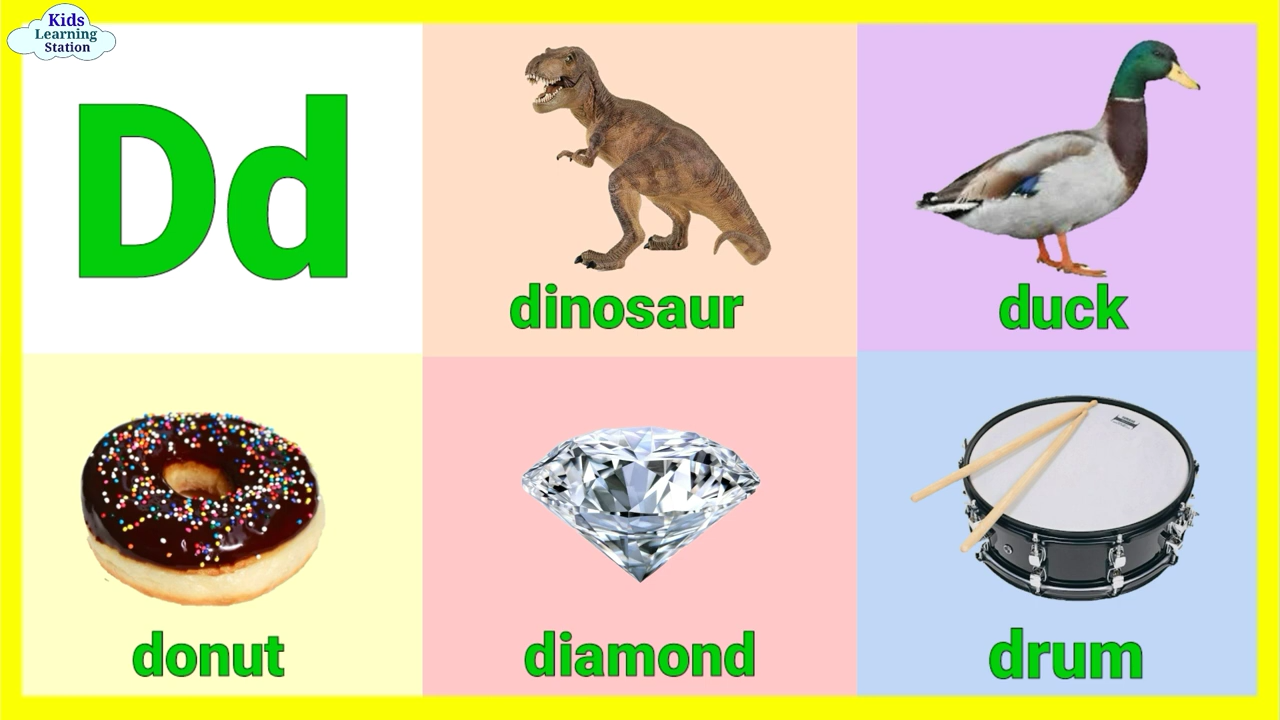 Kids
Learning
Station
Dd
dinosaur
duck
donut
diamond
drum